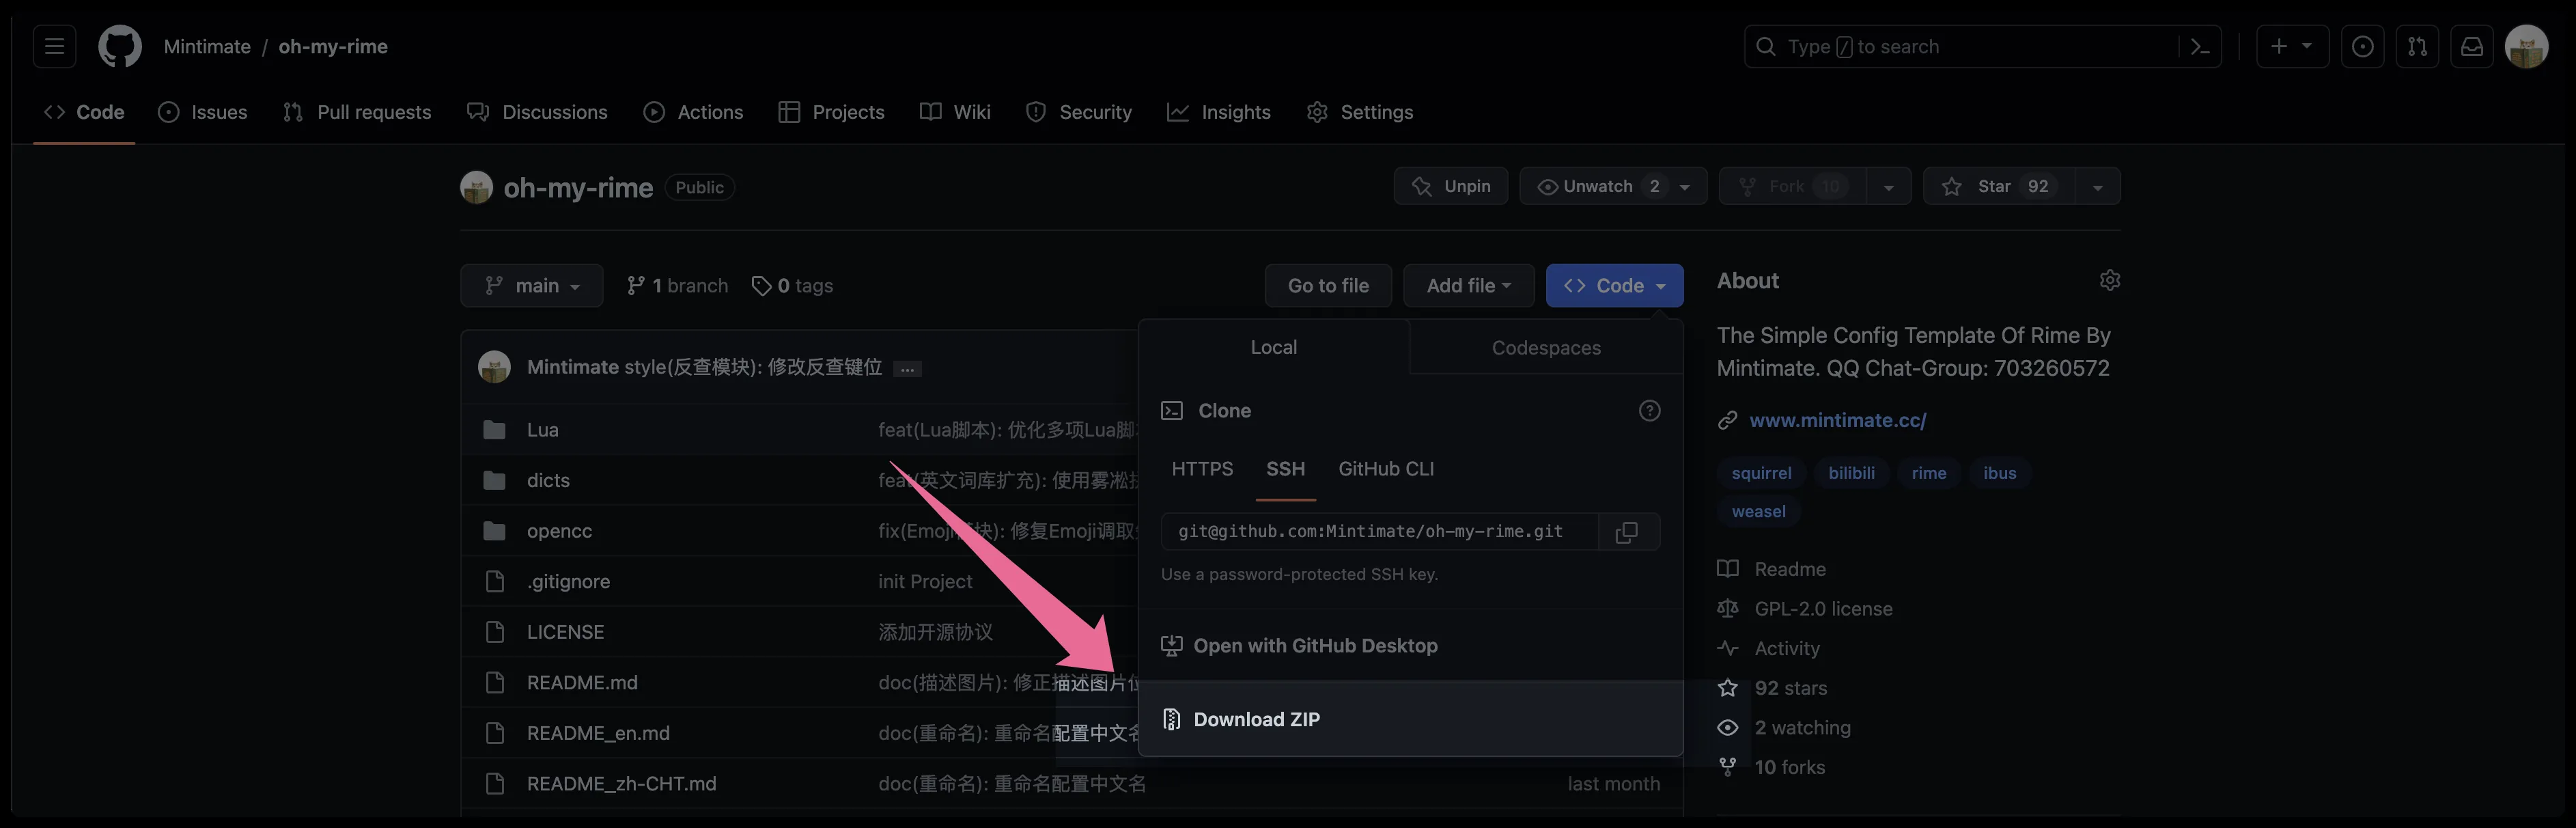 Mintimate / oh-my-rime
Type / to search
Code Issues Pull requests Discussions Actions Projects Wiki Security Insights Settings
oh-my-rime Public
Unpin Unwatch 2 Fork 10 Star 92
main 1 branch 0 tags Go to file Add file Code
Local Codespaces
Clone
HTTPS SSH GitHub CLI
git@github.com:Mintimate/oh-my-rime.git
Use a password-protected SSH key.
Open with GitHub Desktop
Download ZIP
Mintimate style(反查模块): 修改反查键位 ...
Lua feat(Lua脚本): 优化多项Lua
dicts 英文词库扩充): 使用雾凇
opencc fix(Emoji 块): 修复Emoji调取
.gitignore init Project
LICENSE 添加开源协议
README.md doc(描述图片): 修正描述图片
README_en.md doc(重命名): 重命名配置中文名
README_zh-CHT.md doc(重命名): 重命名配置中文名 last month
About
The Simple Config Template Of Rime By
Mintimate. QQ Chat-Group: 703260572
www.mintimate.cc/
squirrel bilibili rime ibus
weasel
Readme
GPL-2.0 license
Activity
92 stars
2 watching
10 forks